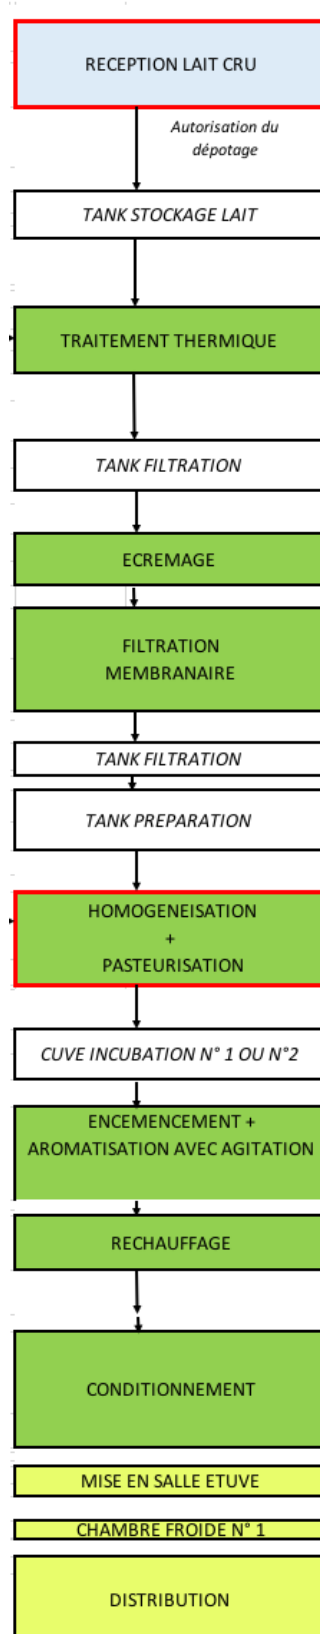 RECEPTION LAIT CRU
Autorisation du
dépotage
TANK STOCKAGE LAIT
TRAITEMENT THERMIQUE
TANK FILTRATION
ECREMAGE
FILTRATION
MEMBRANAIRE
TANK FILTRATION
TANK PREPARATION
HOMOGENEISATION
+
PASTEURISATION
CUVE INCUBATION N° 1 OU N°2
ENCEMENCEMENT +
AROMATISATION AVEC AGITATION
RECHAUFFAGE
CONDITIONNEMENT
MISE EN SALLE ETUVE
CHAMBRE FROIDE N° 1
DISTRIBUTION